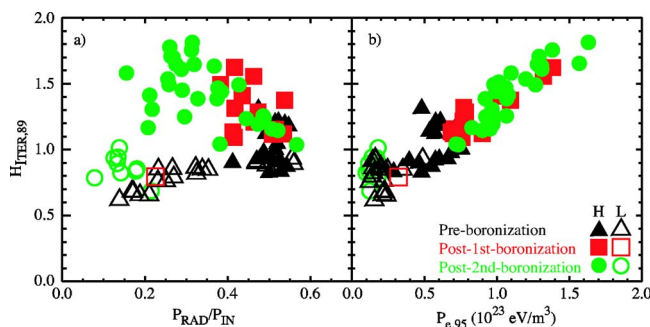 2.0
1.5
1.0
0.5
0.0
H_ITER,89
a)
b)
H L
Pre-boronization
Post-1st-boronization
Post-2nd-boronization
0.0 0.2 0.4 0.6 0.0 0.5 1.0 1.5 2.0
P_RAD/P_IN
P_e,95 (10^23 eV/m^3)